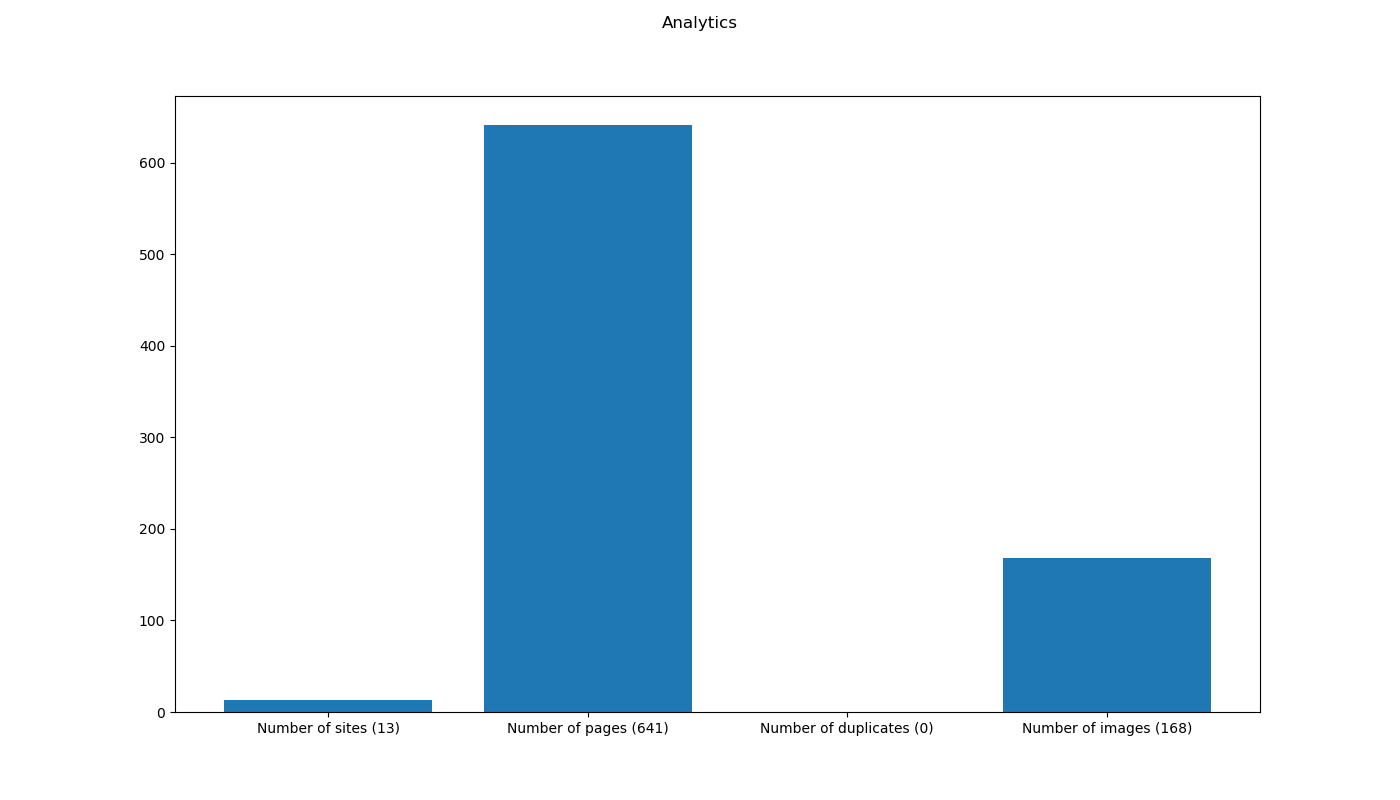 Analytics
600
500
400
300
200
100
0
Number of sites (13)
Number of pages (641)
Number of duplicates (0)
Number of images (168)